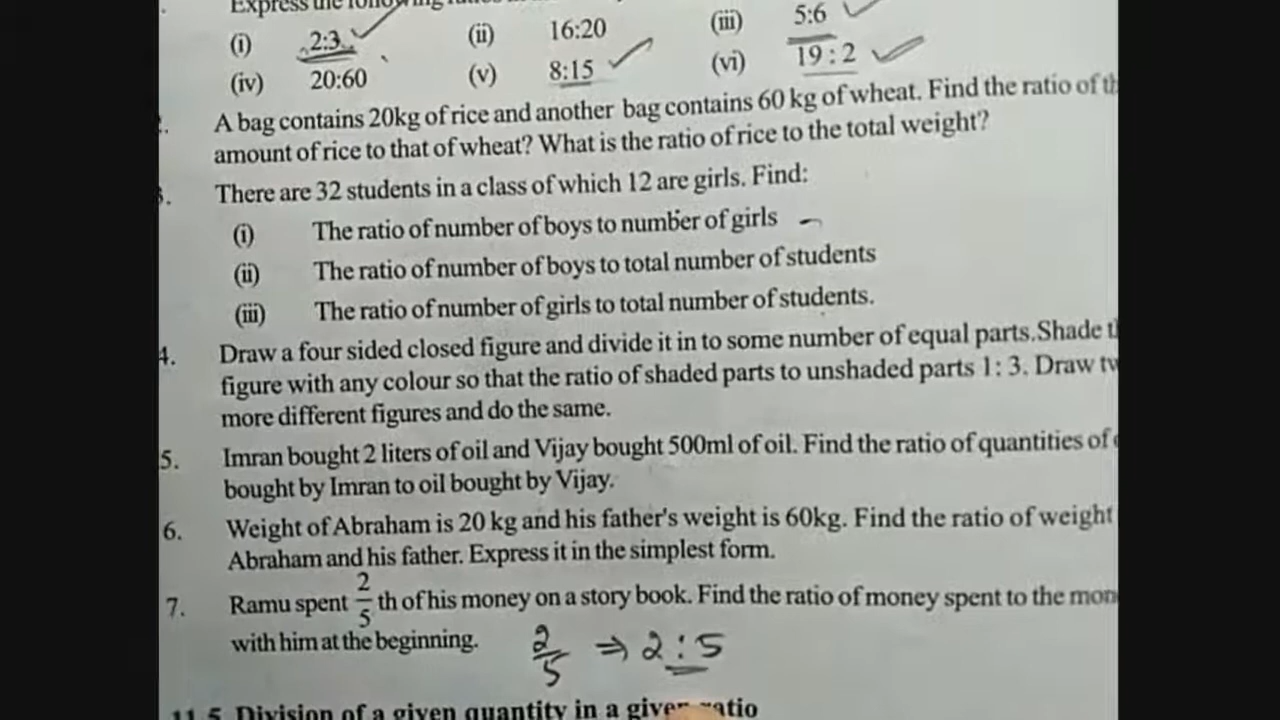 Express the following
(i) 2:3 (ii) 16:20 (iii) 5:6
(iv) 20:60 (v) 8:15 (vi) 19:2
A bag contains 20kg of rice and another bag contains 60 kg of wheat. Find the ratio of
amount of rice to that of wheat? What is the ratio of rice to the total weight?
There are 32 students in a class of which 12 are girls. Find:
(i) The ratio of number of boys to number of girls
(ii) The ratio of number of boys to total number of students
(iii) The ratio of number of girls to total number of students.
4. Draw a four sided closed figure and divide it in to some number of equal parts.Shade
figure with any colour so that the ratio of shaded parts to unshaded parts 1: 3. Draw
more different figures and do the same.
5. Imran bought 2 liters of oil and Vijay bought 500ml of oil. Find the ratio of quantities of
bought by Imran to oil bought by Vijay.
6. Weight of Abraham is 20 kg and his father's weight is 60kg. Find the ratio of weight
Abraham and his father. Express it in the simplest form.
7. Ramu spent 2/5 th of his money on a story book. Find the ratio of money spent to the mon
with him at the beginning. 2/5 ⇒ 2:5
11.5 Division of a given quantity in a given ratio